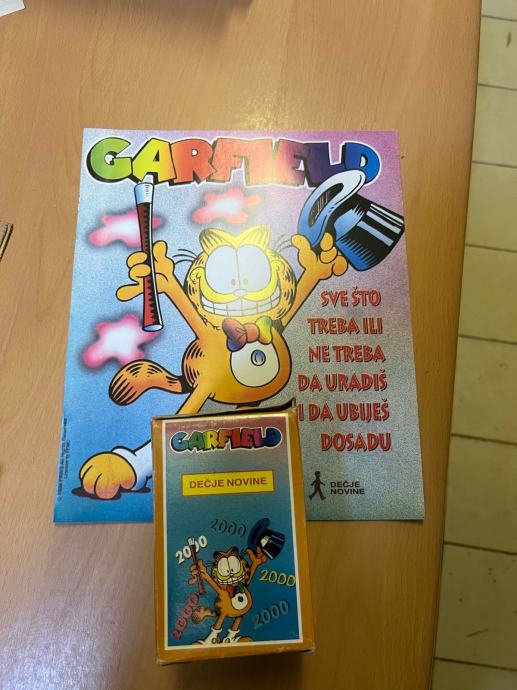 GARFIELD
SVE ŠTO
TREBA ILI
NE TREBA
DA URADIŠ
I DA UBIJEŠ
DOSADU
DEČJE
NOVINE
GARFIELD
DEČJE NOVINE
2000
2000
2000
2000
2000